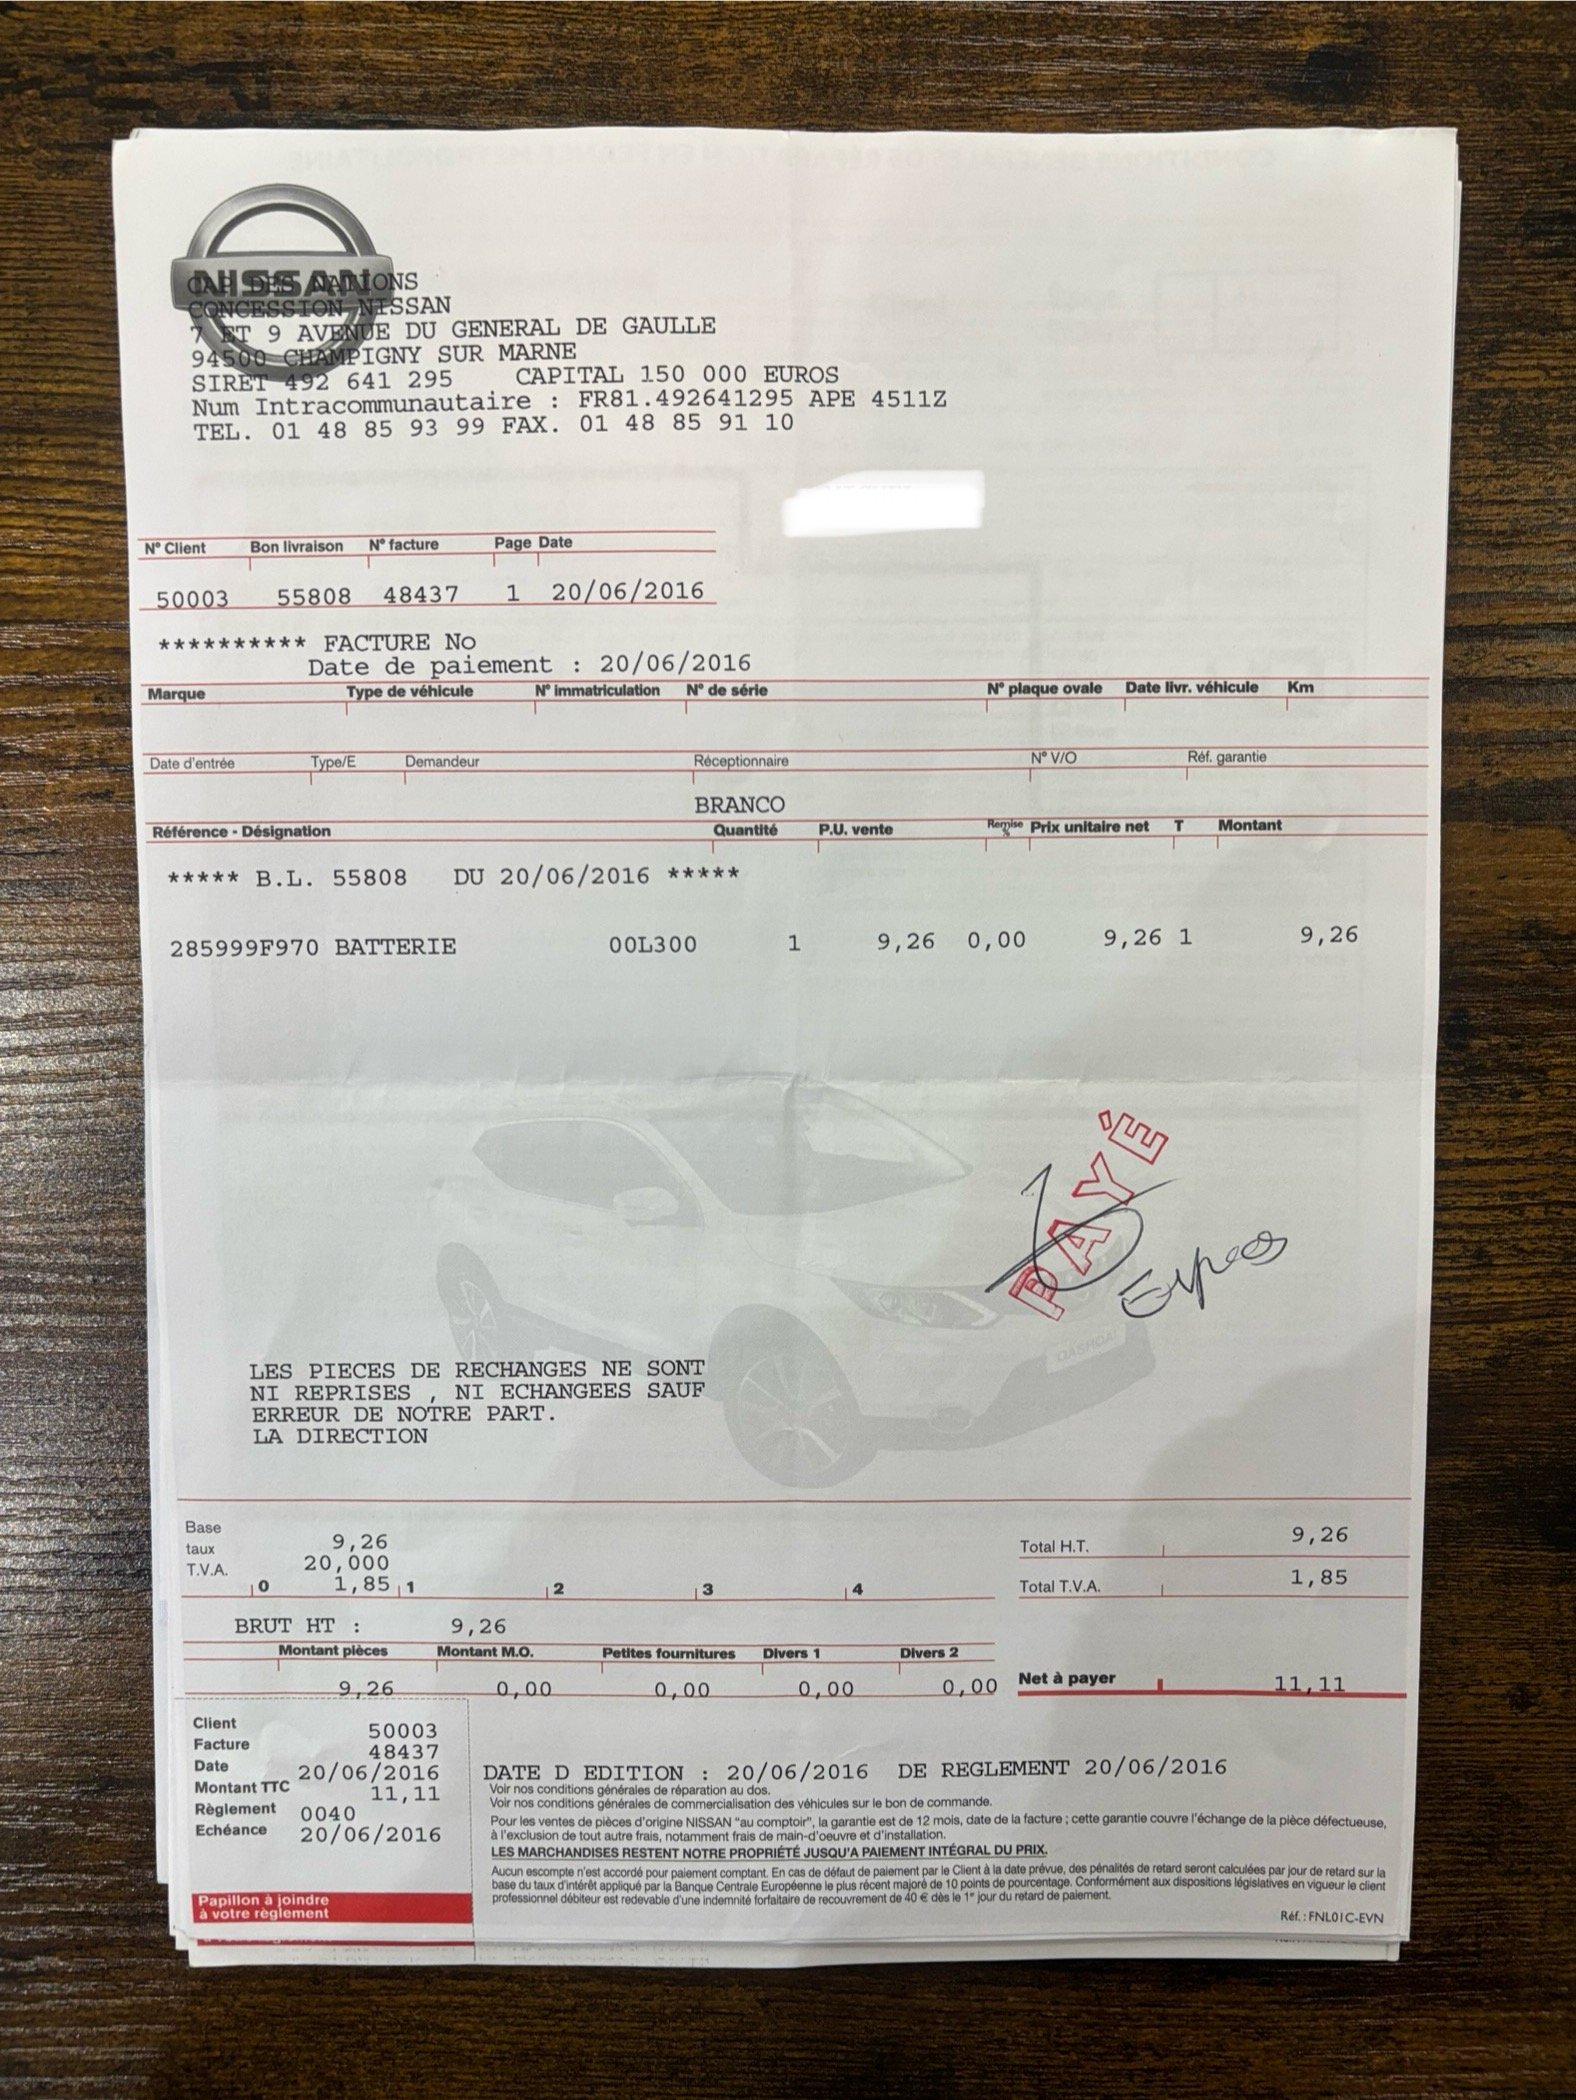 NISSAN
CAP DES NATIONS
CONCESSION NISSAN
7 ET 9 AVENUE DU GENERAL DE GAULLE
94500 CHAMPIGNY SUR MARNE
SIRET 492 641 295 CAPITAL 150 000 EUROS
Num Intracommunautaire : FR81.492641295 APE 4511Z
TEL. 01 48 85 93 99 FAX. 01 48 85 91 10
N° Client Bon livraison N° facture Page Date
50003 55808 48437 1 20/06/2016
********** FACTURE No
Date de paiement : 20/06/2016
Marque Type de véhicule N° immatriculation N° de série N° plaque ovale Date livr. véhicule Km
Date d'entrée Type/E Demandeur Réceptionnaire N° V/O Réf. garantie
BRANCO
Référence - Désignation Quantité P.U. vente Remise % Prix unitaire net T Montant
***** B.L. 55808 DU 20/06/2016 *****
285999F970 BATTERIE 00L300 1 9,26 0,00 9,26 1 9,26
PAYÉ
QASHQAI
LES PIECES DE RECHANGES NE SONT
NI REPRISES , NI ECHANGEES SAUF
ERREUR DE NOTRE PART.
LA DIRECTION
Base 9,26
taux 20,000
T.V.A. 0 1,85 1 2 3 4
Total H.T. 9,26
Total T.V.A. 1,85
BRUT HT : 9,26
Montant pièces Montant M.O. Petites fournitures Divers 1 Divers 2
9,26 0,00 0,00 0,00 0,00
Net à payer 11,11
Client 50003
Facture 48437
Date 20/06/2016
Montant TTC 11,11
Règlement 0040
Echéance 20/06/2016
Papillon à joindre
à votre règlement
DATE D EDITION : 20/06/2016 DE REGLEMENT 20/06/2016
Voir nos conditions générales de réparation au dos.
Voir nos conditions générales de commercialisation des véhicules sur le bon de commande.
Pour les ventes de pièces d'origine NISSAN "au comptoir", la garantie est de 12 mois, date de la facture ; cette garantie couvre l'échange de la pièce défectueuse,
à l'exclusion de tout autre frais, notamment frais de main-d'oeuvre et d'installation.
LES MARCHANDISES RESTENT NOTRE PROPRIÉTÉ JUSQU'A PAIEMENT INTÉGRAL DU PRIX.
Aucun escompte n'est accordé pour paiement comptant. En cas de défaut de paiement par le Client à la date prévue, des pénalités de retard seront calculées par jour de retard sur la
base du taux d'intérêt appliqué par la Banque Centrale Européenne le plus récent majoré de 10 points de pourcentage. Conformément aux dispositions législatives en vigueur le client
professionnel débiteur est redevable d'une indemnité forfaitaire de recouvrement de 40 € dès le 1er jour du retard de paiement.
Réf. : FNL01C-EVN